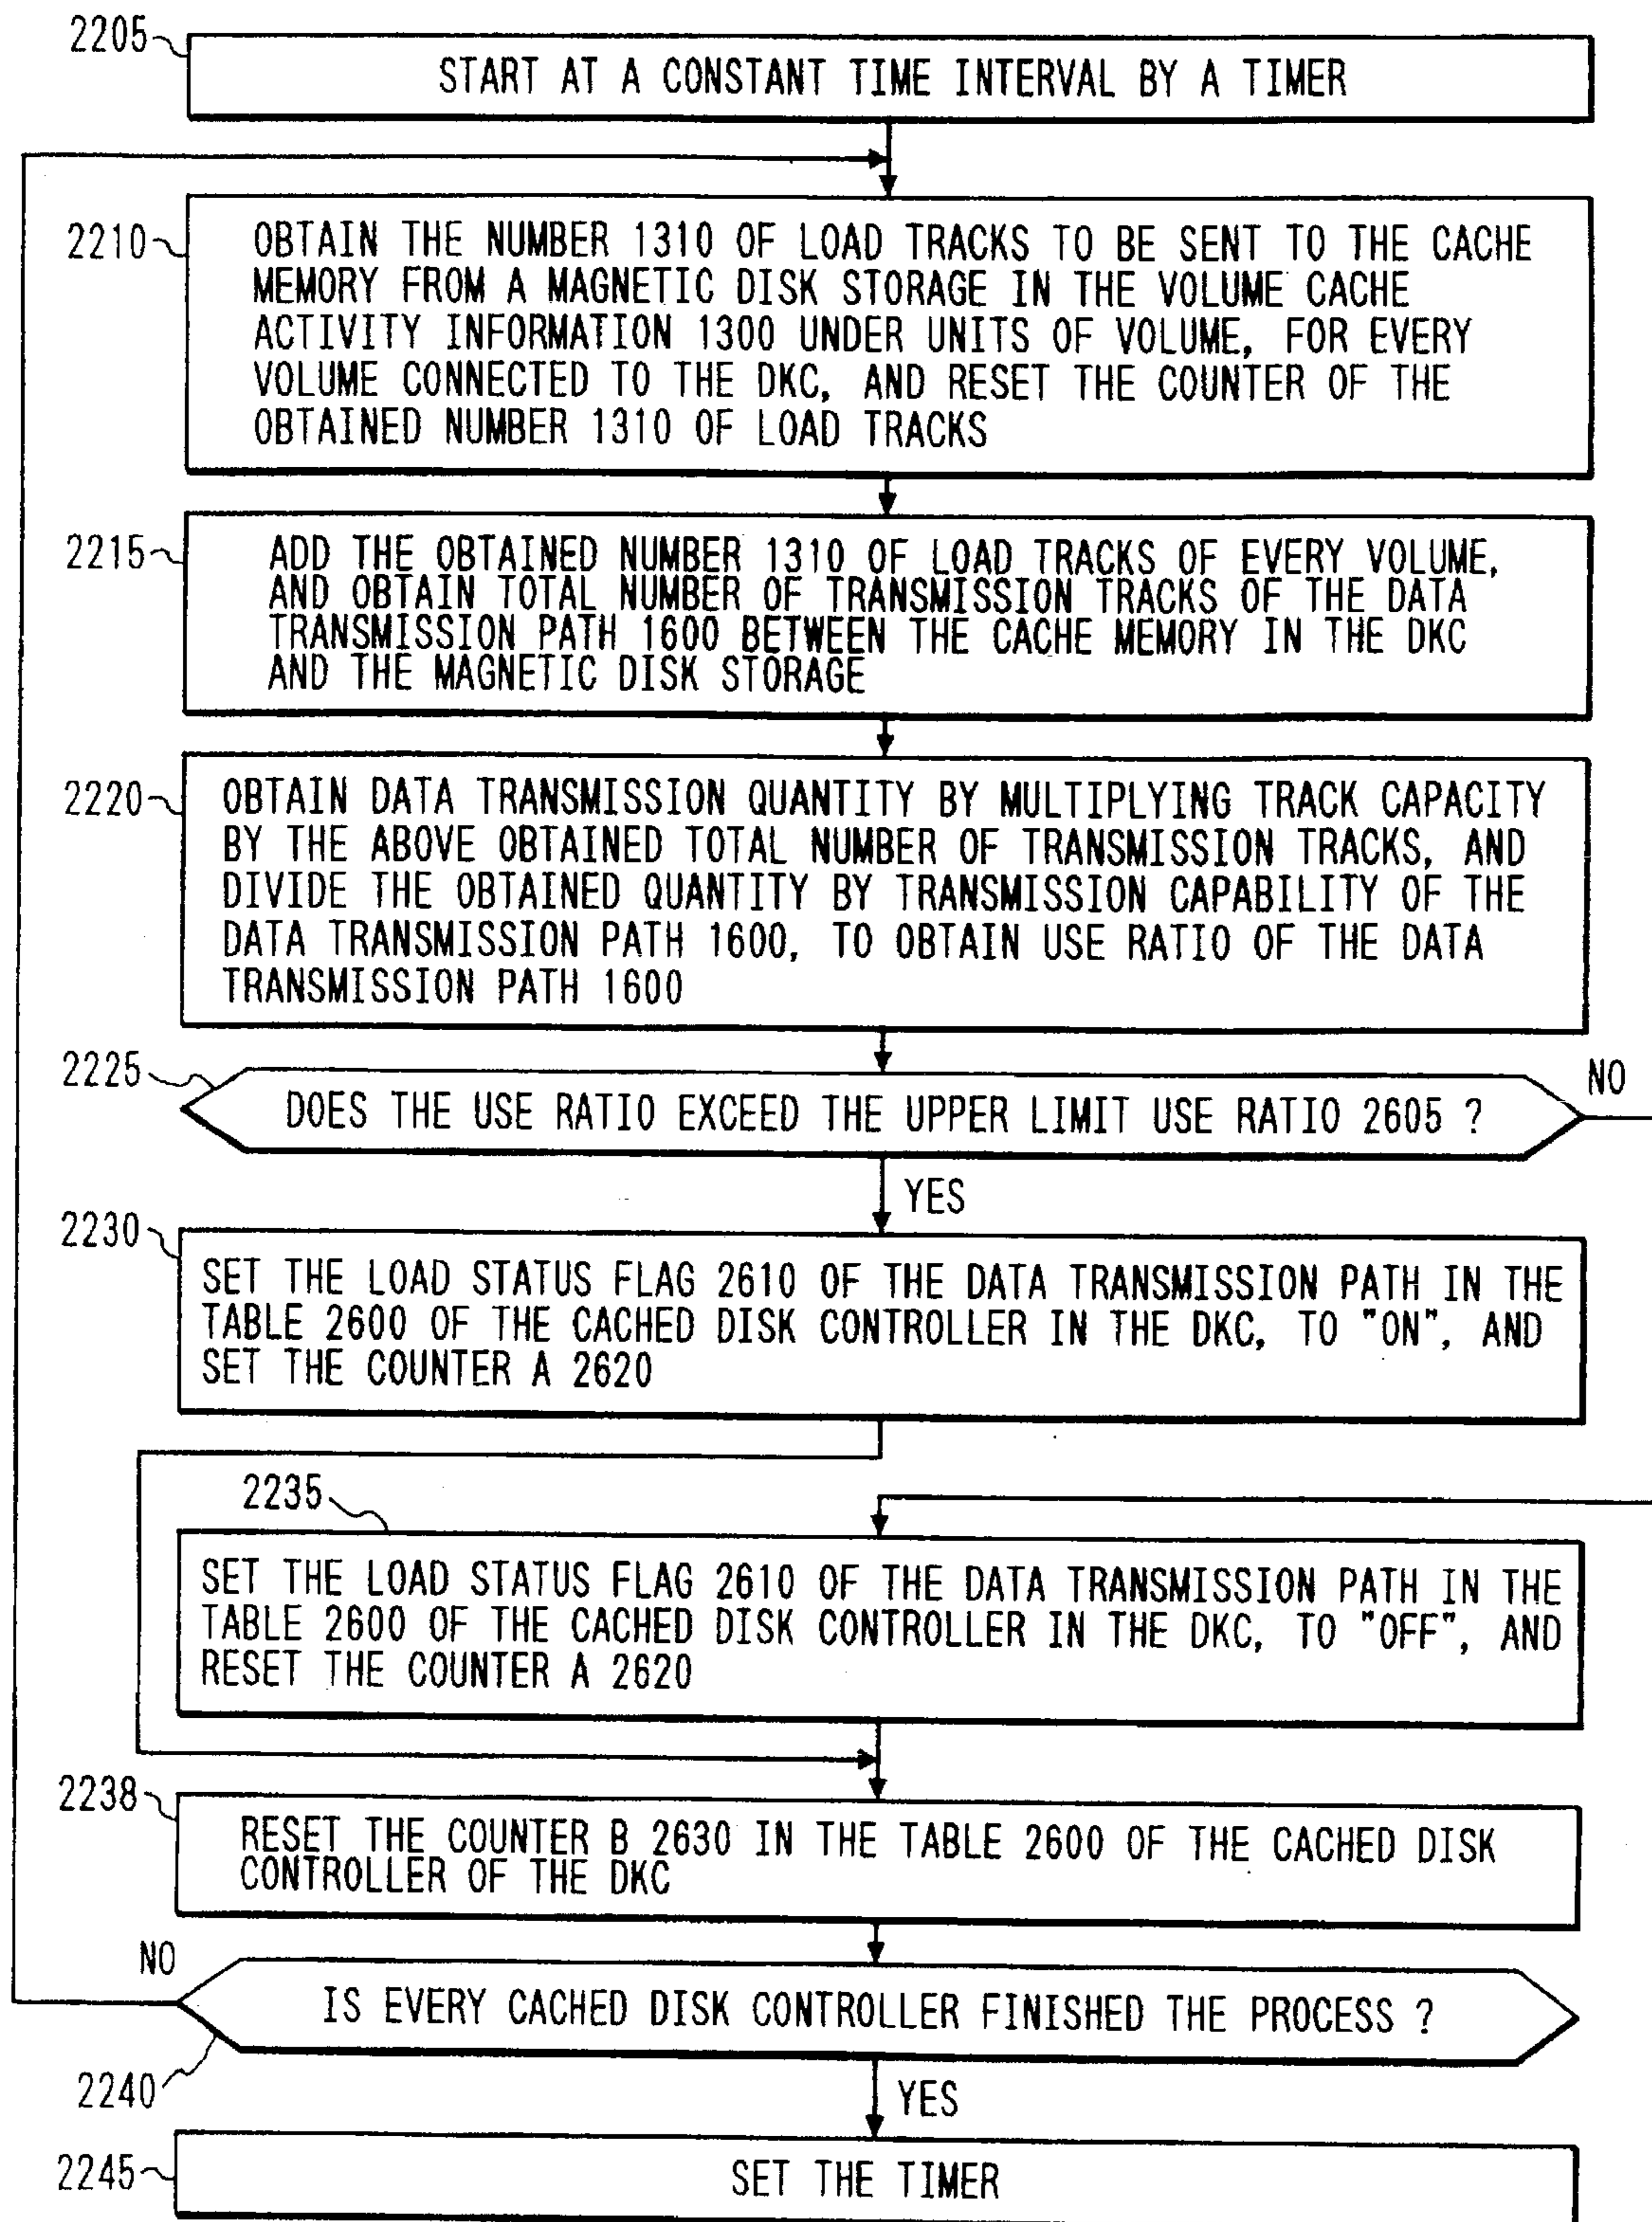 2205
START AT A CONSTANT TIME INTERVAL BY A TIMER
2210
OBTAIN THE NUMBER 1310 OF LOAD TRACKS TO BE SENT TO THE CACHE
MEMORY FROM A MAGNETIC DISK STORAGE IN THE VOLUME CACHE
ACTIVITY INFORMATION 1300 UNDER UNITS OF VOLUME, FOR EVERY
VOLUME CONNECTED TO THE DKC, AND RESET THE COUNTER OF THE
OBTAINED NUMBER 1310 OF LOAD TRACKS
2215
ADD THE OBTAINED NUMBER 1310 OF LOAD TRACKS OF EVERY VOLUME,
AND OBTAIN TOTAL NUMBER OF TRANSMISSION TRACKS OF THE DATA
TRANSMISSION PATH 1600 BETWEEN THE CACHE MEMORY IN THE DKC
AND THE MAGNETIC DISK STORAGE
2220
OBTAIN DATA TRANSMISSION QUANTITY BY MULTIPLYING TRACK CAPACITY
BY THE ABOVE OBTAINED TOTAL NUMBER OF TRANSMISSION TRACKS, AND
DIVIDE THE OBTAINED QUANTITY BY TRANSMISSION CAPABILITY OF THE
DATA TRANSMISSION PATH 1600, TO OBTAIN USE RATIO OF THE DATA
TRANSMISSION PATH 1600
2225
DOES THE USE RATIO EXCEED THE UPPER LIMIT USE RATIO 2605 ?
NO
YES
2230
SET THE LOAD STATUS FLAG 2610 OF THE DATA TRANSMISSION PATH IN THE
TABLE 2600 OF THE CACHED DISK CONTROLLER IN THE DKC, TO "ON", AND
SET THE COUNTER A 2620
2235
SET THE LOAD STATUS FLAG 2610 OF THE DATA TRANSMISSION PATH IN THE
TABLE 2600 OF THE CACHED DISK CONTROLLER IN THE DKC, TO "OFF", AND
RESET THE COUNTER A 2620
2238
RESET THE COUNTER B 2630 IN THE TABLE 2600 OF THE CACHED DISK
CONTROLLER OF THE DKC
NO
IS EVERY CACHED DISK CONTROLLER FINISHED THE PROCESS ?
2240
YES
2245
SET THE TIMER